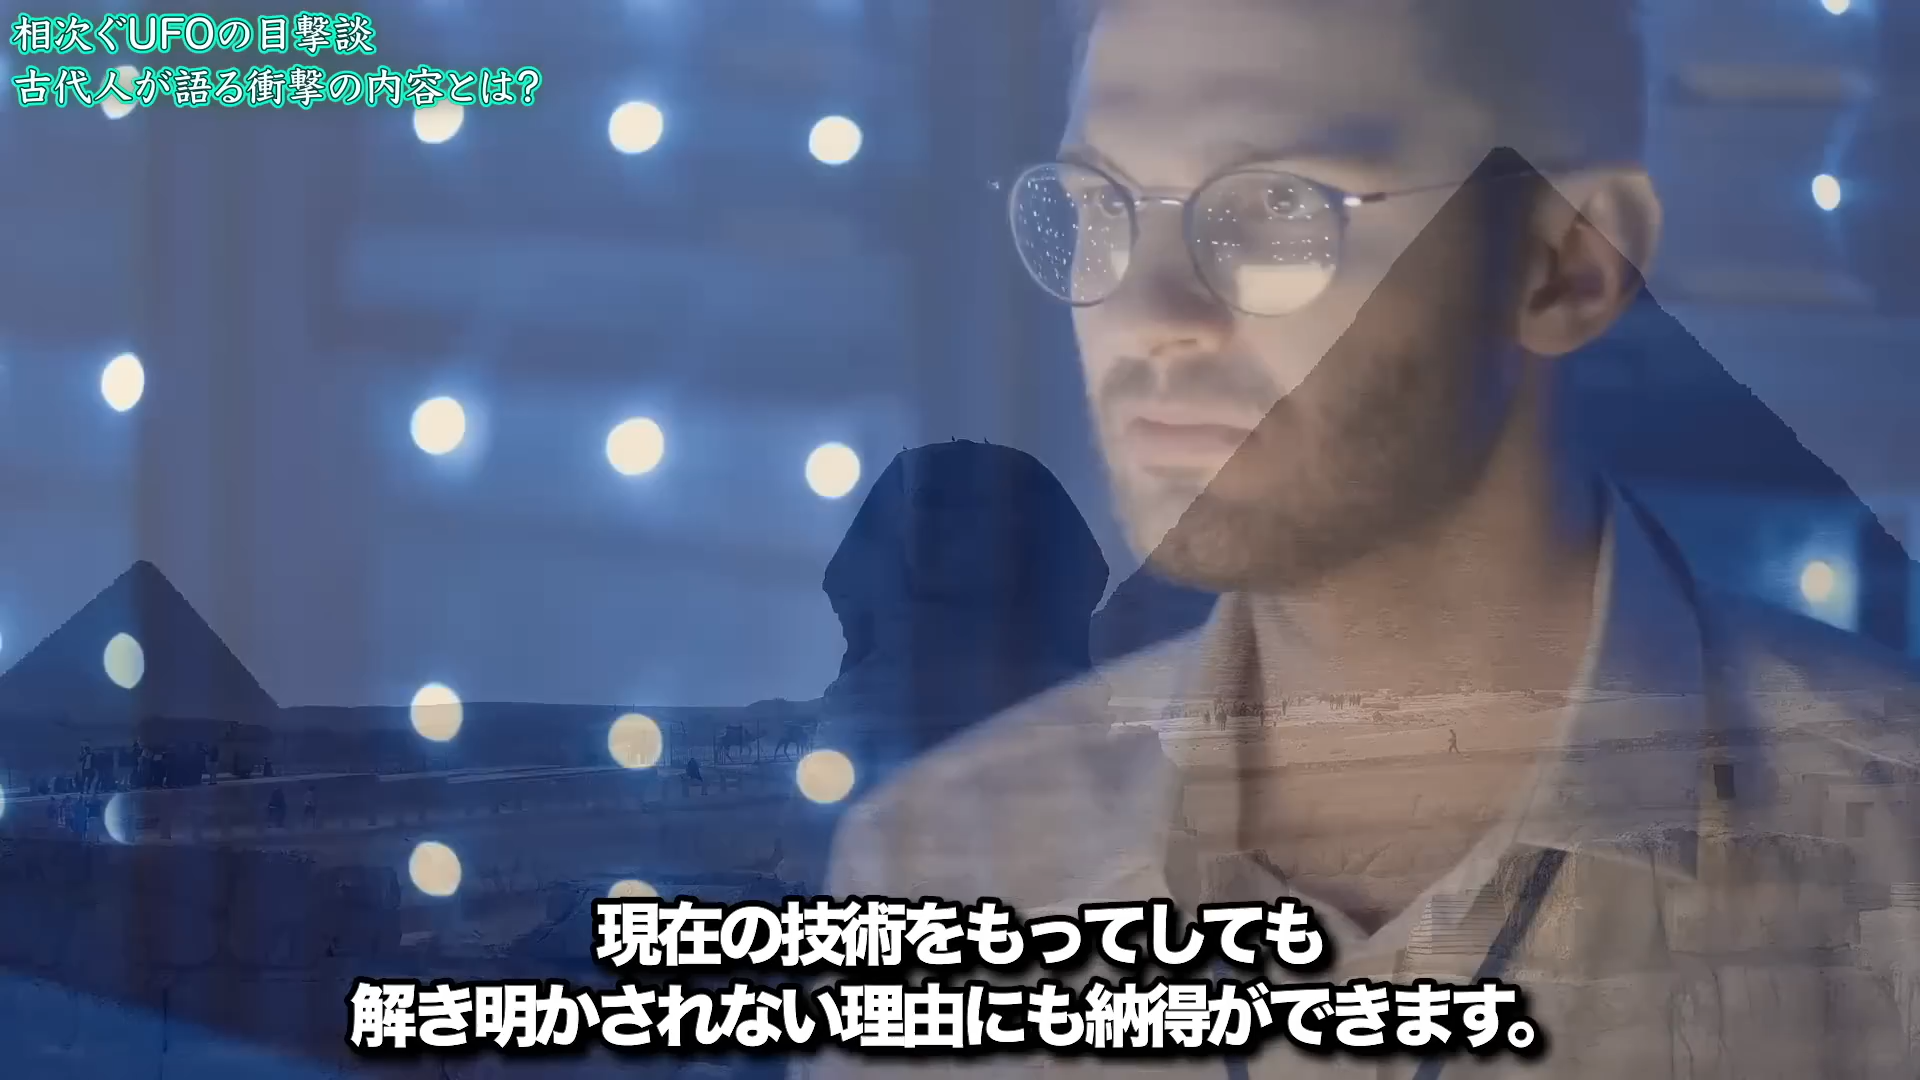 相次ぐUFOの目撃談
古代人が語る衝撃の内容とは?
現在の技術をもってしても
解き明かされない理由にも納得ができます。